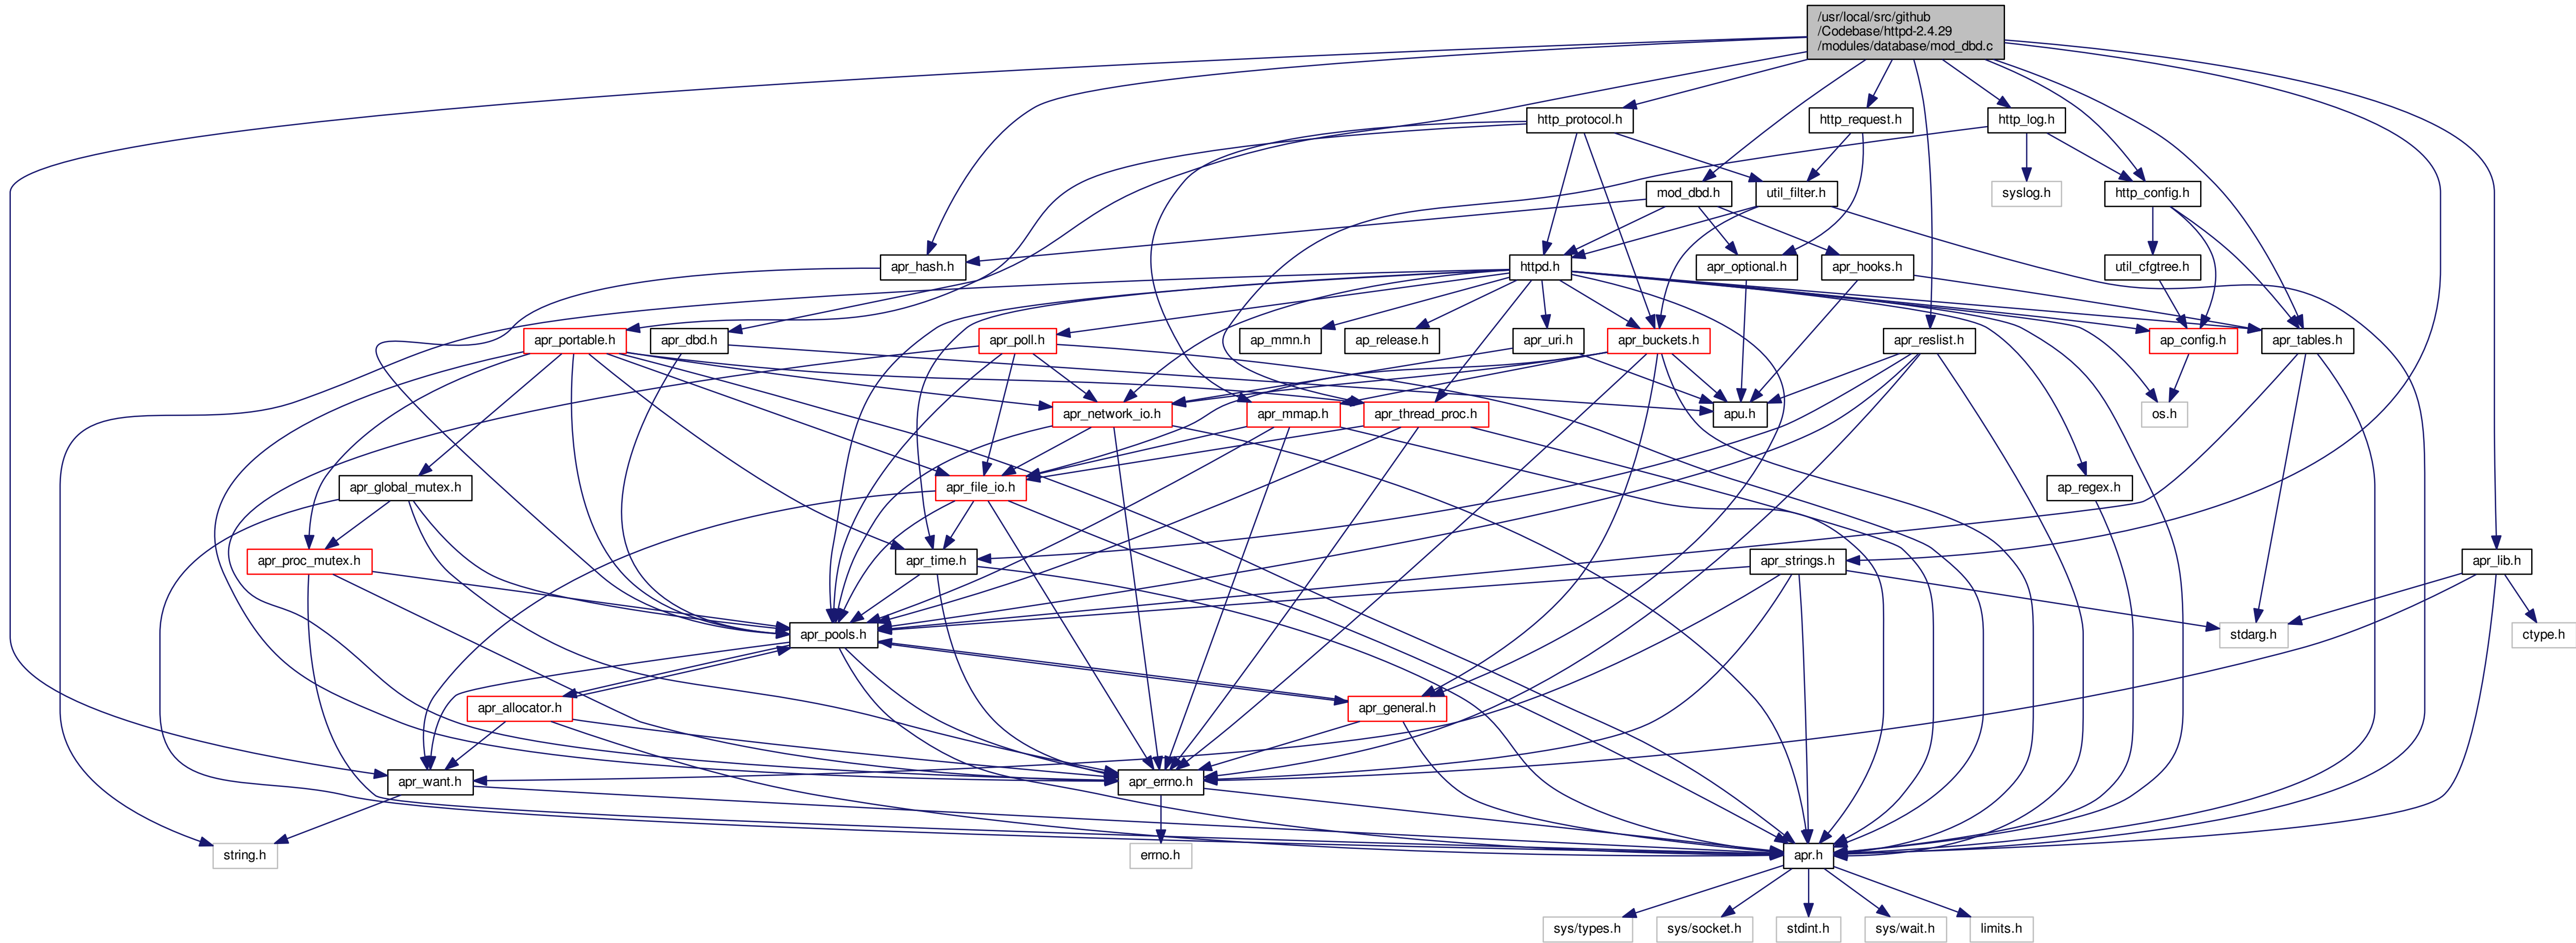 /usr/local/src/github
/Codebase/httpd-2.4.29
/modules/database/mod_dbd.c
http_protocol.h
http_request.h
http_log.h
mod_dbd.h
util_filter.h
syslog.h
http_config.h
apr_hash.h
httpd.h
apr_optional.h
apr_hooks.h
util_cfgtree.h
apr_portable.h
apr_dbd.h
apr_poll.h
ap_mmn.h
ap_release.h
apr_uri.h
apr_buckets.h
apr_reslist.h
ap_config.h
apr_tables.h
apr_network_io.h
apr_mmap.h
apr_thread_proc.h
apu.h
os.h
apr_global_mutex.h
apr_file_io.h
ap_regex.h
apr_proc_mutex.h
apr_time.h
apr_strings.h
apr_lib.h
apr_pools.h
stdarg.h
ctype.h
apr_allocator.h
apr_general.h
apr_want.h
apr_errno.h
string.h
errno.h
apr.h
sys/types.h
sys/socket.h
stdint.h
sys/wait.h
limits.h